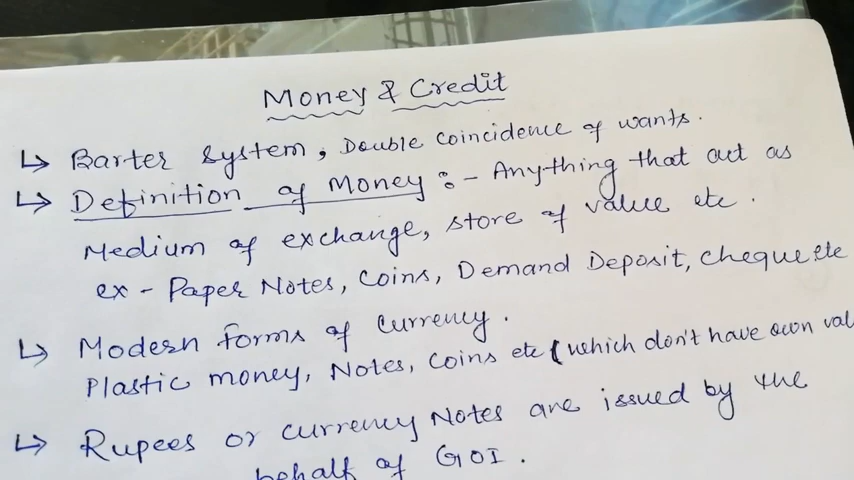 Money & Credit
↳ Barter System, Double coincidence of wants.
↳ Definition of Money :- Anything that act as
Medium of exchange, store of value etc.
ex - Paper Notes, Coins, Demand Deposit, cheque etc
↳ Modern forms of currency.
Plastic money, Notes, Coins etc (which don't have own val
↳ Rupees or currency Notes are issued by the
behalf of GOI.